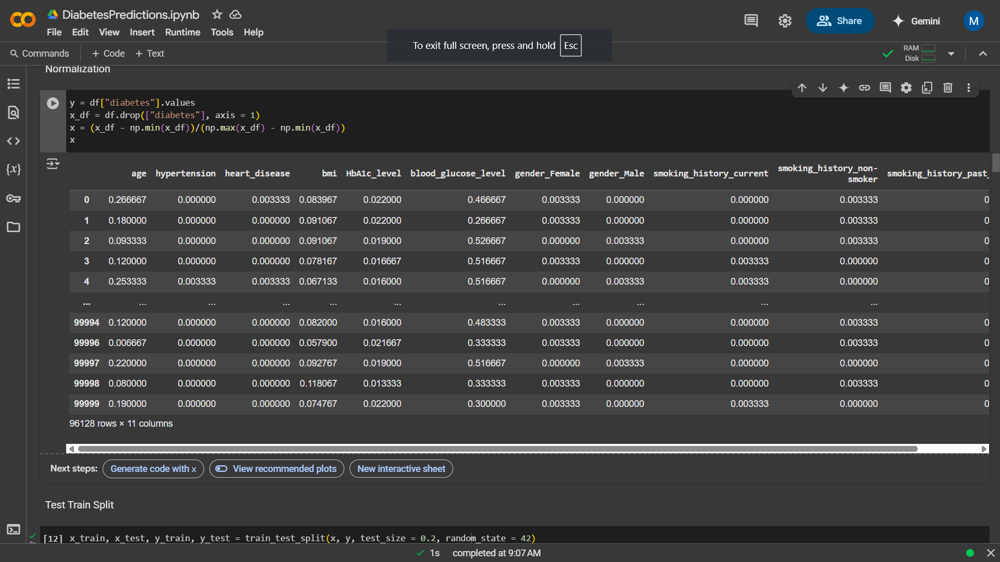 DiabetesPredictions.ipynb
File Edit View Insert Runtime Tools Help
Share
Gemini
M
To exit full screen, press and hold Esc
Commands + Code + Text
RAM
Disk
Normalization
y = df["diabetes"].values
x_df = df.drop(["diabetes"], axis = 1)
x = (x_df - np.min(x_df))/(np.max(x_df) - np.min(x_df))
x
age hypertension heart_disease bmi HbA1c_level blood_glucose_level gender_Female gender_Male smoking_history_current smoking_history_non-smoker smoking_history_past_
0 0.266667 0.000000 0.003333 0.083967 0.022000 0.466667 0.003333 0.000000 0.000000 0.003333 0
1 0.180000 0.000000 0.000000 0.091067 0.022000 0.266667 0.003333 0.000000 0.000000 0.003333 0
2 0.093333 0.000000 0.000000 0.091067 0.019000 0.526667 0.000000 0.003333 0.000000 0.003333 0
3 0.120000 0.000000 0.000000 0.078167 0.016667 0.516667 0.003333 0.000000 0.003333 0.000000 0
4 0.253333 0.003333 0.003333 0.067133 0.016000 0.516667 0.000000 0.003333 0.003333 0.000000 0
... ... ... ... ... ... ... ... ... ... ...
99994 0.120000 0.000000 0.000000 0.082000 0.016000 0.483333 0.003333 0.000000 0.000000 0.003333 0
99996 0.006667 0.000000 0.000000 0.057900 0.021667 0.333333 0.003333 0.000000 0.000000 0.003333 0
99997 0.220000 0.000000 0.000000 0.092767 0.019000 0.516667 0.000000 0.003333 0.000000 0.000000 0
99998 0.080000 0.000000 0.000000 0.118067 0.013333 0.333333 0.003333 0.000000 0.000000 0.003333 0
99999 0.190000 0.000000 0.000000 0.074767 0.022000 0.300000 0.003333 0.000000 0.003333 0.000000 0
96128 rows × 11 columns
Next steps: Generate code with x View recommended plots New interactive sheet
Test Train Split
[12] x_train, x_test, y_train, y_test = train_test_split(x, y, test_size = 0.2, random_state = 42)
1s completed at 9:07 AM